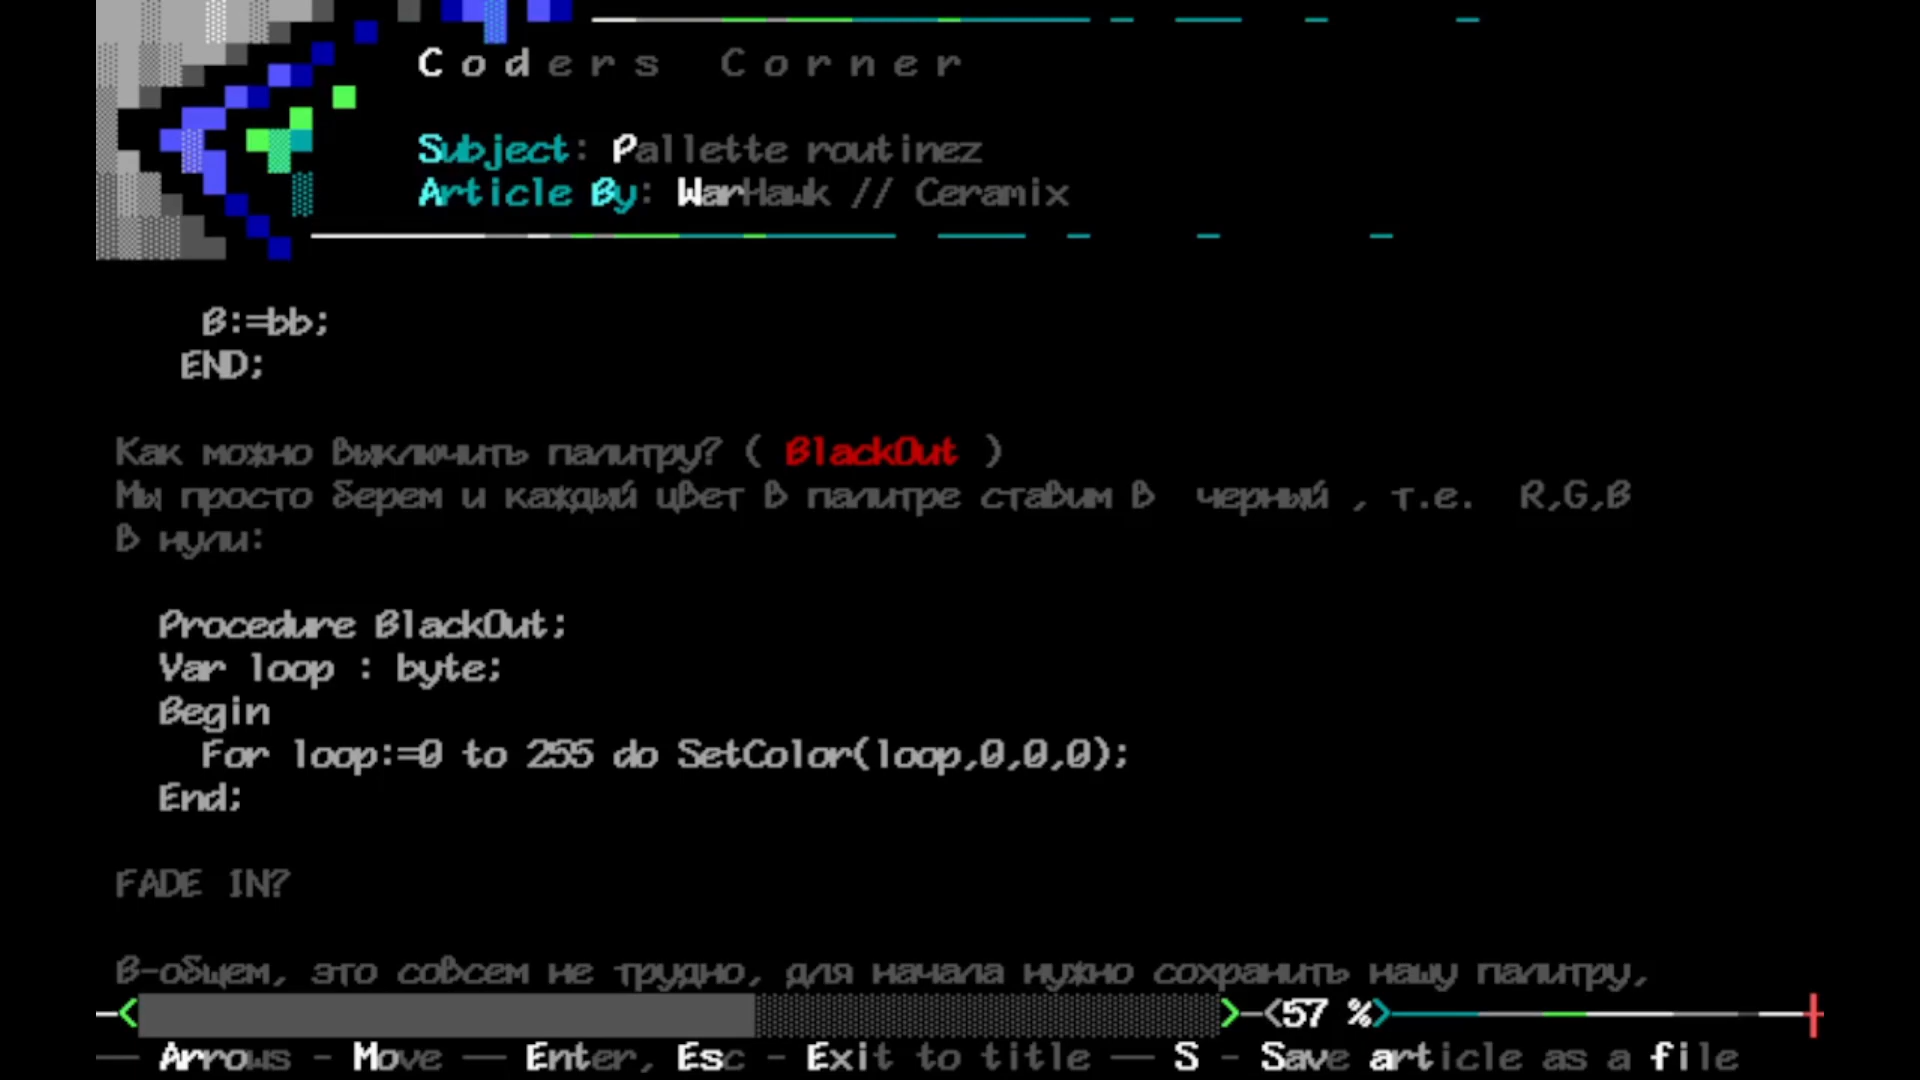 Coders Corner
Subject: Pallette routinez
Article By: WarHawk // Ceramix
B:=bb;
END;
Как можно выключить палитру? ( BlackOut )
Мы просто берем и каждый цвет в палитре ставим в черный , т.е. R,G,B
в нули:
Procedure BlackOut;
Var loop : byte;
Begin
For loop:=0 to 255 do SetColor(loop,0,0,0);
End;
FADE IN?
В-общем, это совсем не трудно, для начала нужно сохранить нашу палитру,
<57 %>
Arrows - Move — Enter, Esc - Exit to title — S - Save article as a file